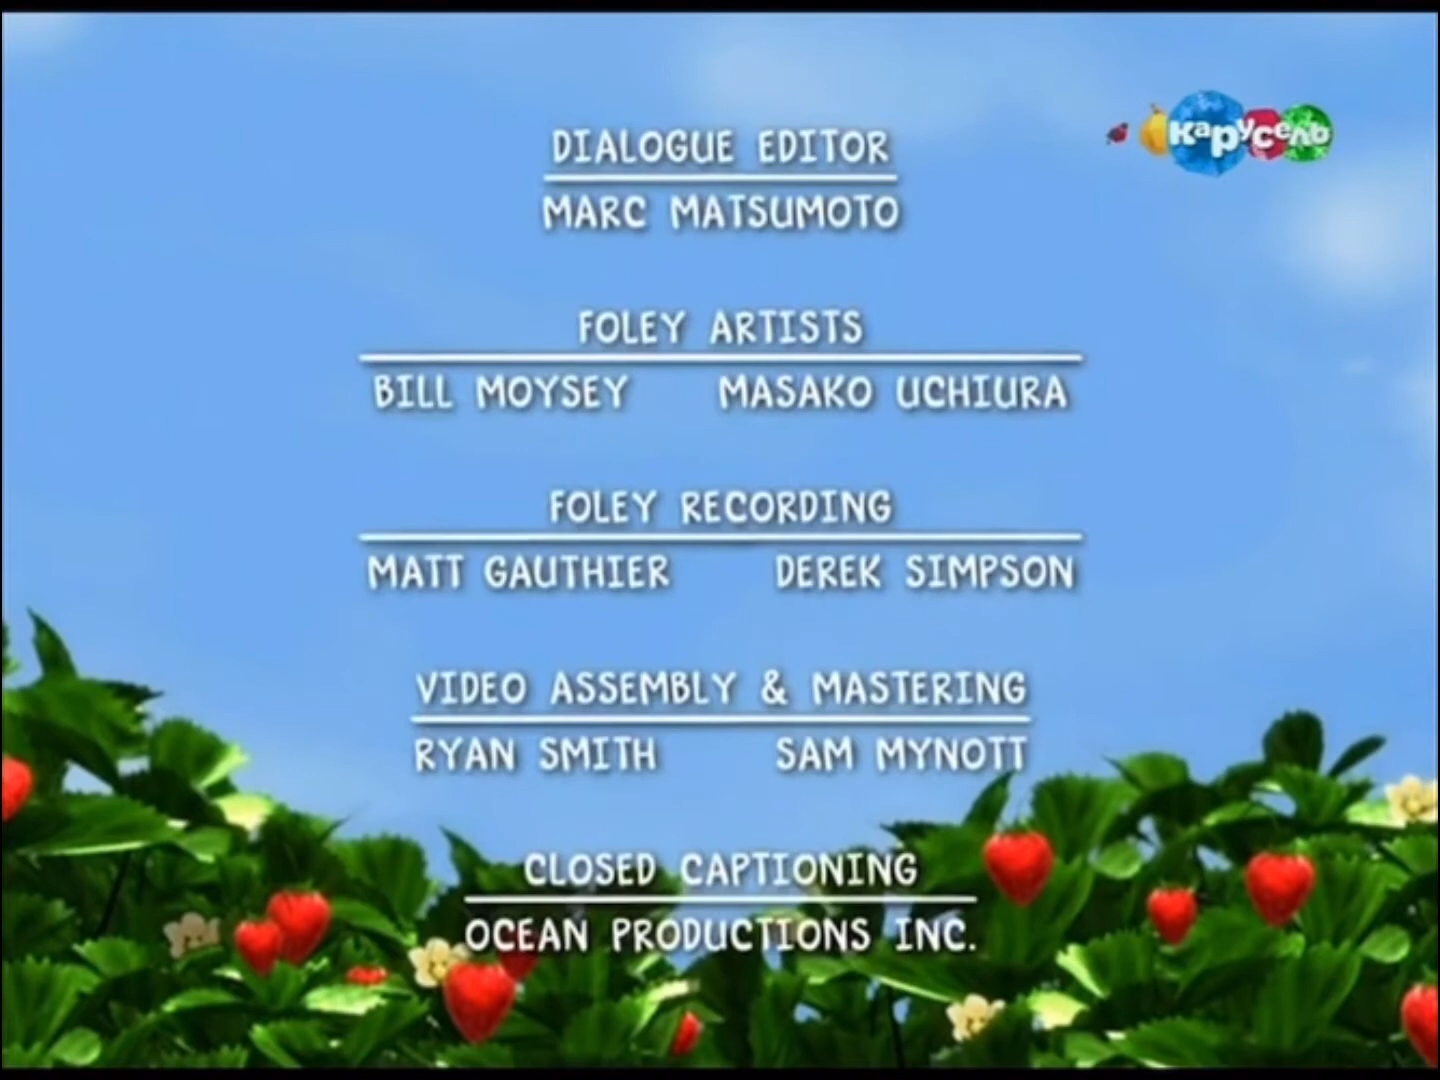 Карусель
DIALOGUE EDITOR
MARC MATSUMOTO
FOLEY ARTISTS
BILL MOYSEY MASAKO UCHIURA
FOLEY RECORDING
MATT GAUTHIER DEREK SIMPSON
VIDEO ASSEMBLY & MASTERING
RYAN SMITH SAM MYNOTT
CLOSED CAPTIONING
OCEAN PRODUCTIONS INC.